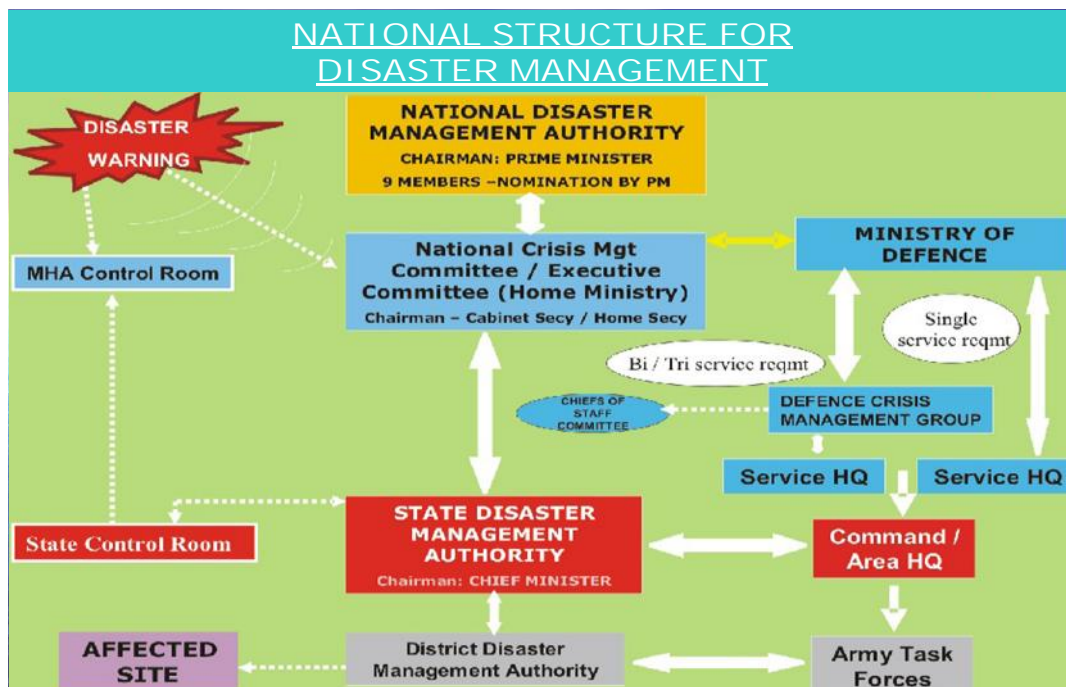 NATIONAL STRUCTURE FOR
DISASTER MANAGEMENT
DISASTER
WARNING
NATIONAL DISASTER
MANAGEMENT AUTHORITY
CHAIRMAN: PRIME MINISTER
9 MEMBERS –NOMINATION BY PM
MHA Control Room
National Crisis Mgt
Committee / Executive
Committee (Home Ministry)
Chairman – Cabinet Secy / Home Secy
MINISTRY OF
DEFENCE
Single
service reqmt
Bi / Tri service reqmt
CHIEFS OF
STAFF
COMMITTEE
DEFENCE CRISIS
MANAGEMENT GROUP
Service HQ
Service HQ
State Control Room
STATE DISASTER
MANAGEMENT
AUTHORITY
Chairman: CHIEF MINISTER
Command /
Area HQ
AFFECTED
SITE
District Disaster
Management Authority
Army Task
Forces